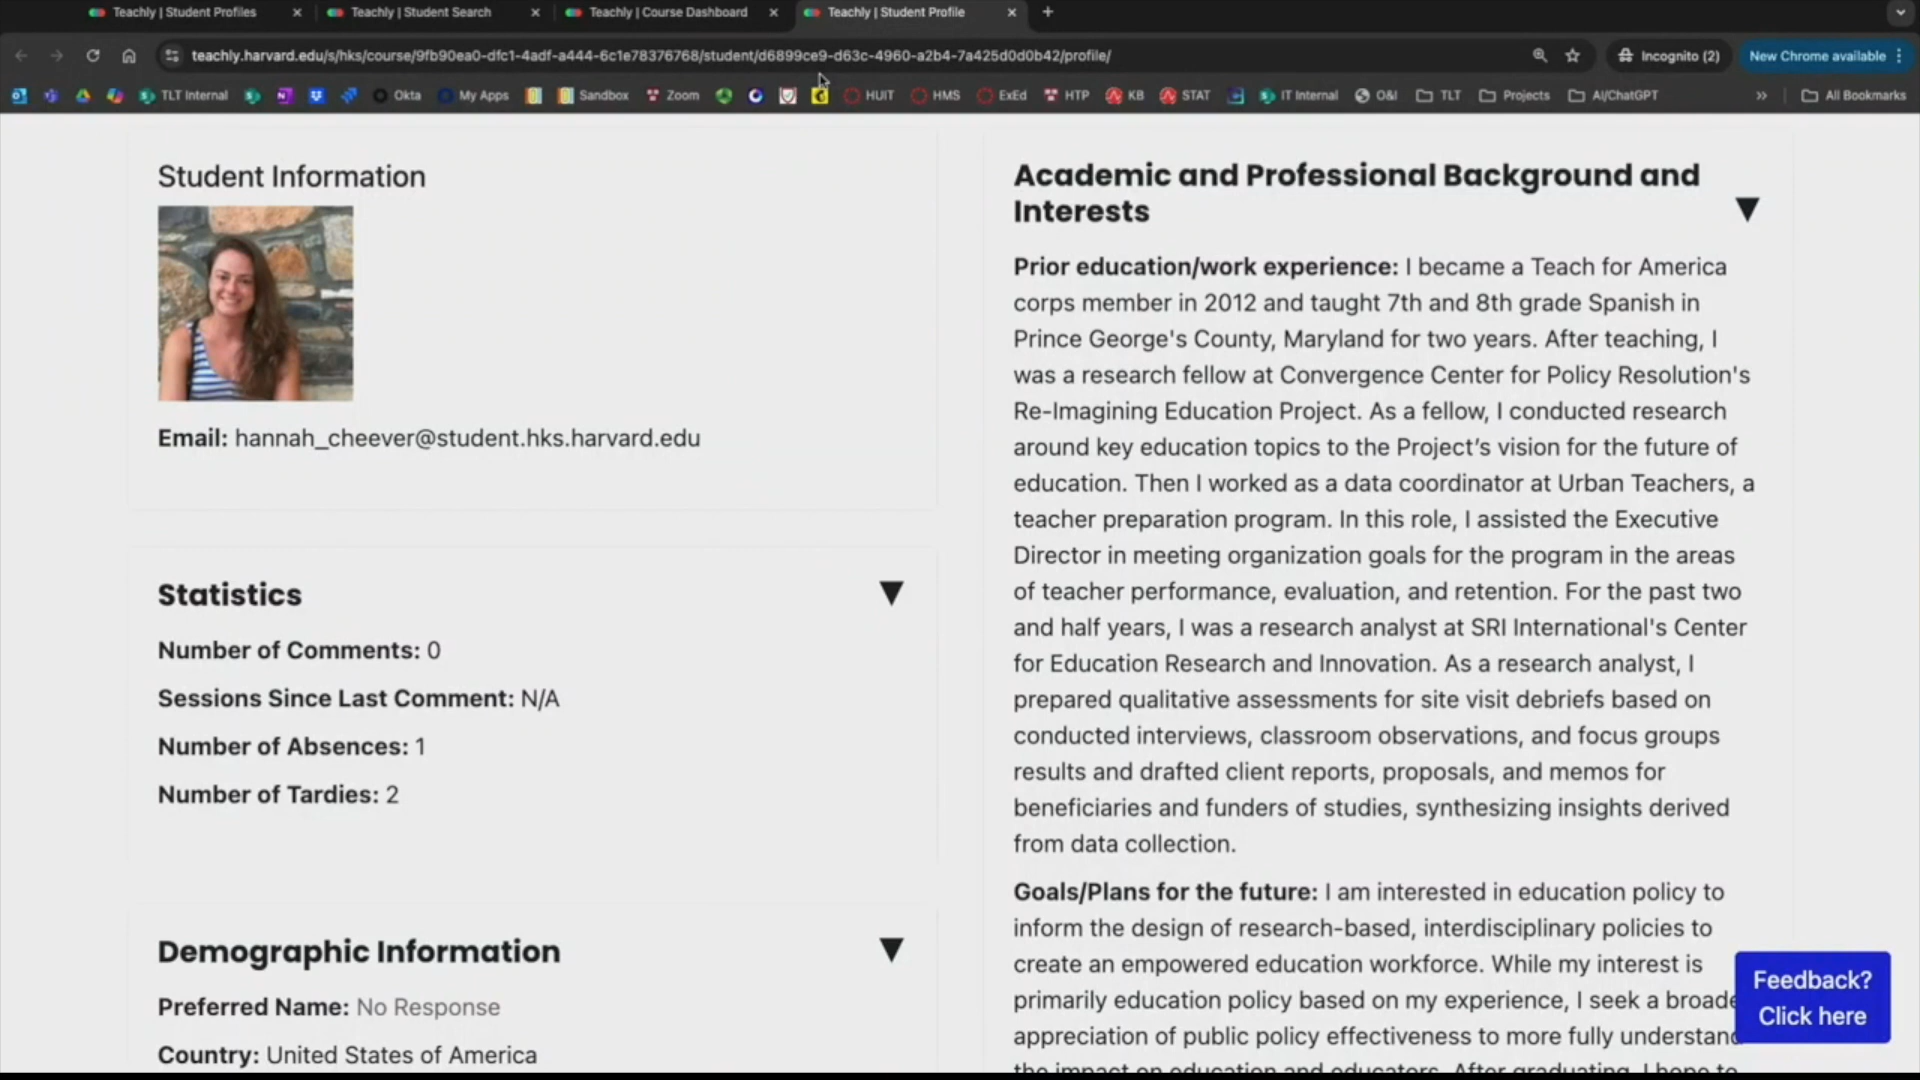 Teachly | Student Profiles
Teachly | Student Search
Teachly | Course Dashboard
Teachly | Student Profile
teachly.harvard.edu/s/hks/course/9fb90ea0-dfc1-4adf-a444-6c1e78376768/student/d6899ce9-d63c-4960-a2b4-7a425d0d0b42/profile/
Incognito (2)
New Chrome available
TLT Internal
Okta
My Apps
Sandbox
Zoom
HUIT
HMS
ExEd
HTP
KB
STAT
IT Internal
O&I
TLT
Projects
AI/ChatGPT
»
All Bookmarks
Student Information
Email: hannah_cheever@student.hks.harvard.edu
Statistics
Number of Comments: 0
Sessions Since Last Comment: N/A
Number of Absences: 1
Number of Tardies: 2
Demographic Information
Preferred Name: No Response
Country: United States of America
Academic and Professional Background and
Interests
Prior education/work experience: I became a Teach for America
corps member in 2012 and taught 7th and 8th grade Spanish in
Prince George's County, Maryland for two years. After teaching, I
was a research fellow at Convergence Center for Policy Resolution's
Re-Imagining Education Project. As a fellow, I conducted research
around key education topics to the Project’s vision for the future of
education. Then I worked as a data coordinator at Urban Teachers, a
teacher preparation program. In this role, I assisted the Executive
Director in meeting organization goals for the program in the areas
of teacher performance, evaluation, and retention. For the past two
and half years, I was a research analyst at SRI International's Center
for Education Research and Innovation. As a research analyst, I
prepared qualitative assessments for site visit debriefs based on
conducted interviews, classroom observations, and focus groups
results and drafted client reports, proposals, and memos for
beneficiaries and funders of studies, synthesizing insights derived
from data collection.
Goals/Plans for the future: I am interested in education policy to
inform the design of research-based, interdisciplinary policies to
create an empowered education workforce. While my interest is
primarily education policy based on my experience, I seek a broade
appreciation of public policy effectiveness to more fully understand
the impact on education and educators. After graduating, I hope to
Feedback?
Click here